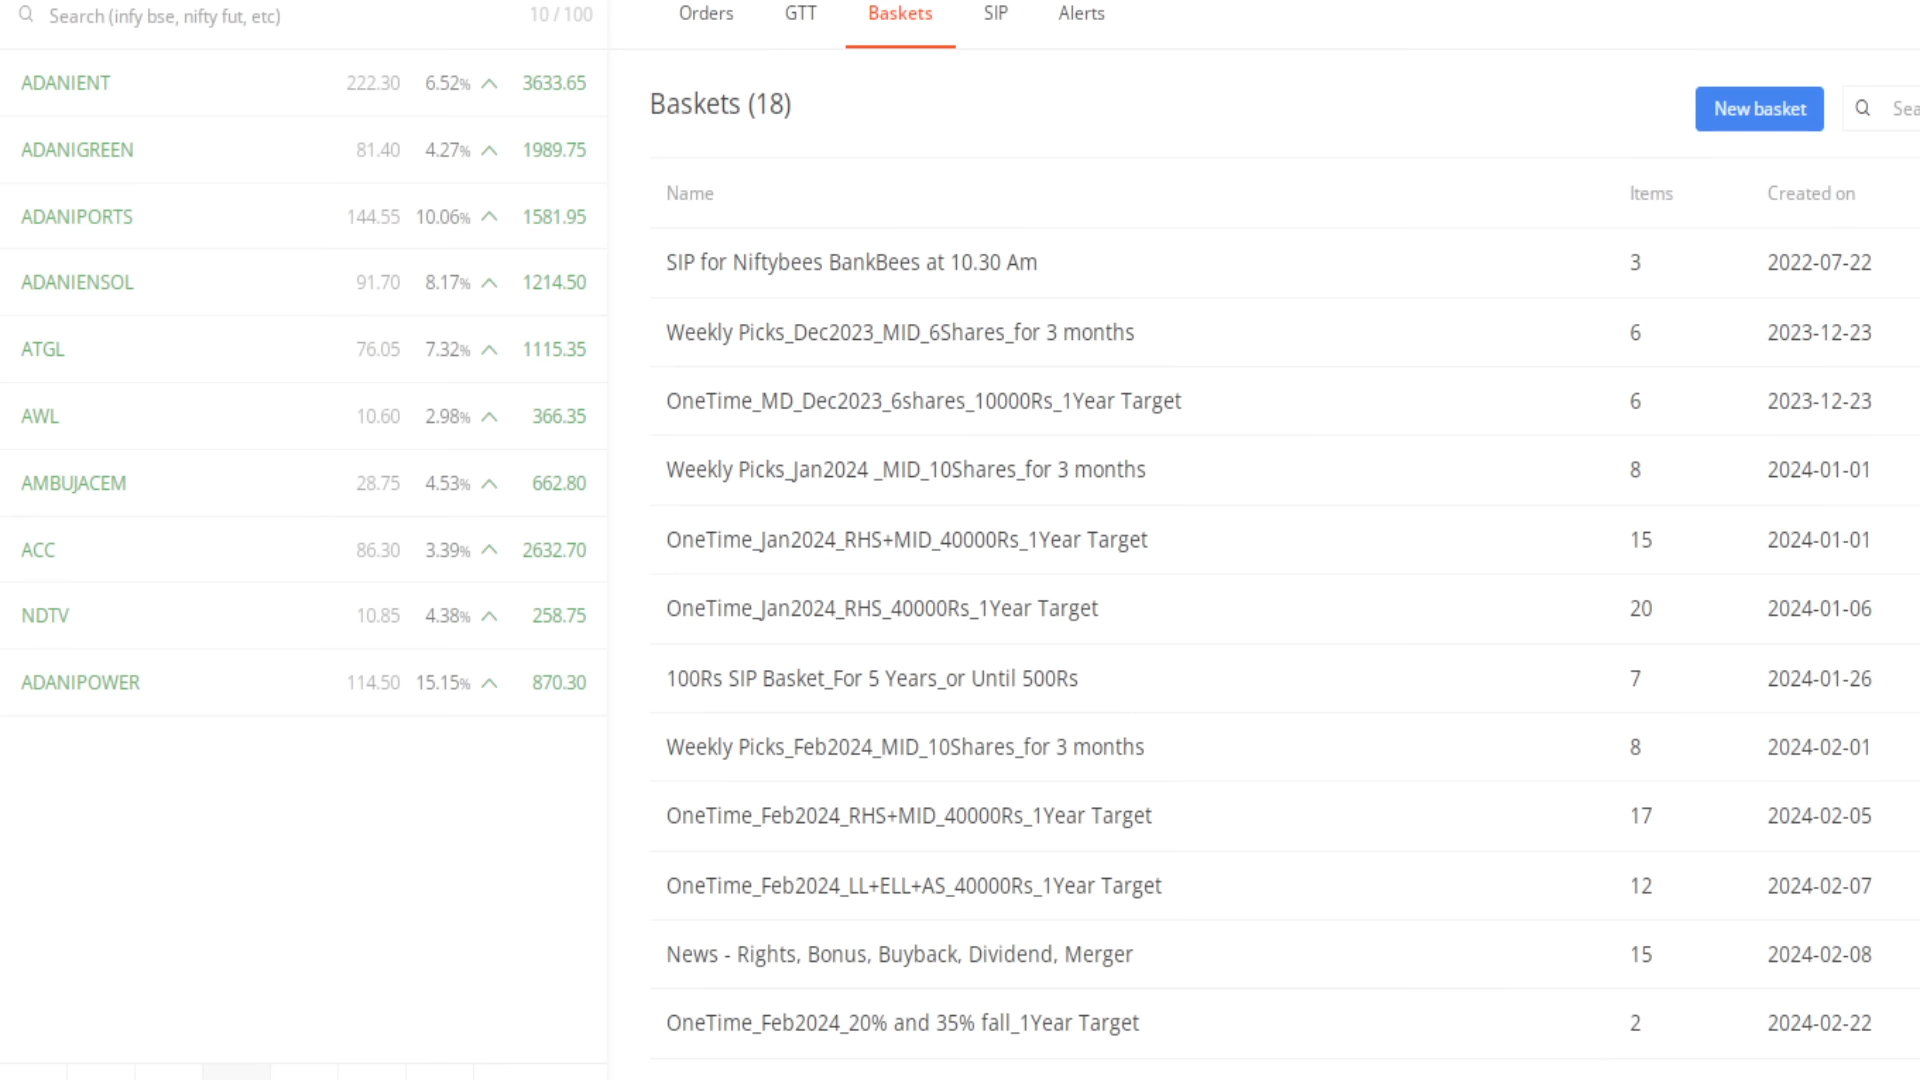 Search (infy bse, nifty fut, etc) 10 / 100
ADANIENT 222.30 6.52% 3633.65
ADANIGREEN 81.40 4.27% 1989.75
ADANIPORTS 144.55 10.06% 1581.95
ADANIENSOL 91.70 8.17% 1214.50
ATGL 76.05 7.32% 1115.35
AWL 10.60 2.98% 366.35
AMBUJACEM 28.75 4.53% 662.80
ACC 86.30 3.39% 2632.70
NDTV 10.85 4.38% 258.75
ADANIPOWER 114.50 15.15% 870.30
Orders GTT Baskets SIP Alerts
Baskets (18) New basket Sea
Name Items Created on
SIP for Niftybees BankBees at 10.30 Am 3 2022-07-22
Weekly Picks_Dec2023_MID_6Shares_for 3 months 6 2023-12-23
OneTime_MD_Dec2023_6shares_10000Rs_1Year Target 6 2023-12-23
Weekly Picks_Jan2024 _MID_10Shares_for 3 months 8 2024-01-01
OneTime_Jan2024_RHS+MID_40000Rs_1Year Target 15 2024-01-01
OneTime_Jan2024_RHS_40000Rs_1Year Target 20 2024-01-06
100Rs SIP Basket_For 5 Years_or Until 500Rs 7 2024-01-26
Weekly Picks_Feb2024_MID_10Shares_for 3 months 8 2024-02-01
OneTime_Feb2024_RHS+MID_40000Rs_1Year Target 17 2024-02-05
OneTime_Feb2024_LL+ELL+AS_40000Rs_1Year Target 12 2024-02-07
News - Rights, Bonus, Buyback, Dividend, Merger 15 2024-02-08
OneTime_Feb2024_20% and 35% fall_1Year Target 2 2024-02-22